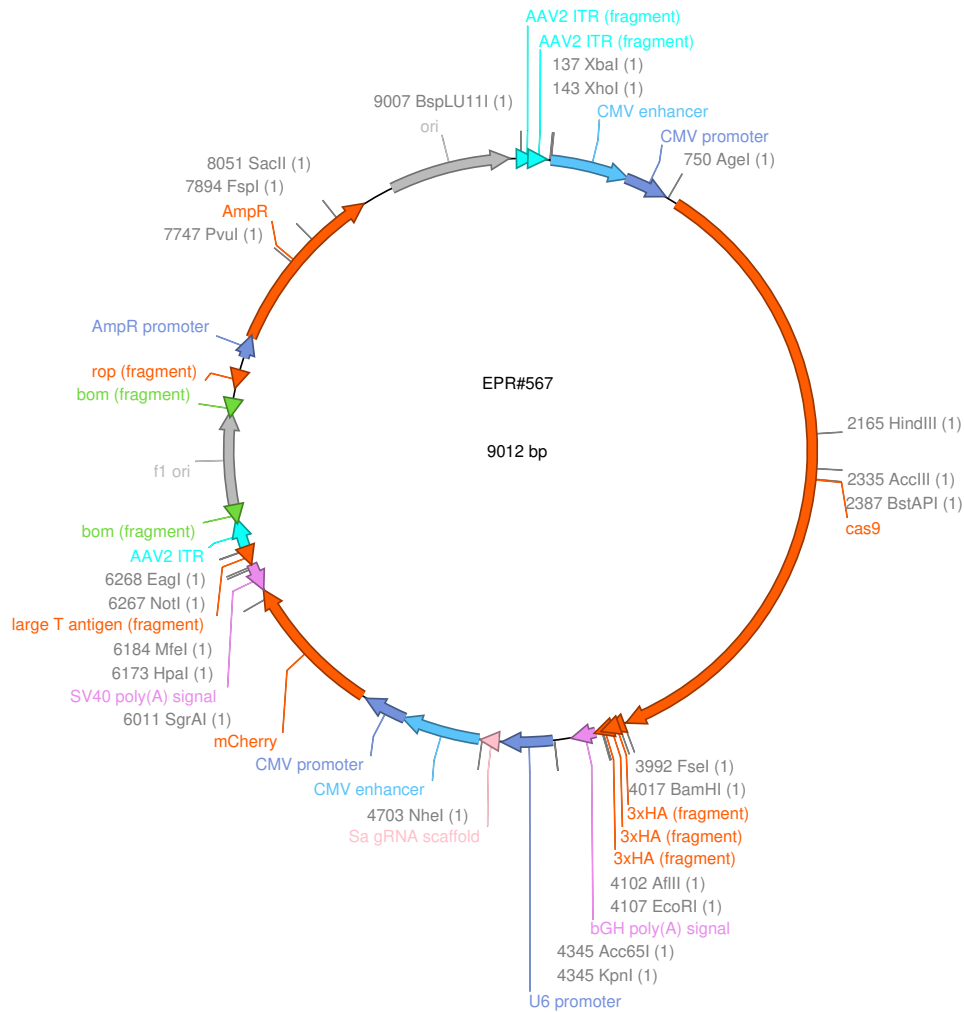 AAV2 ITR (fragment)
AAV2 ITR (fragment)
137 XbaI (1)
143 XhoI (1)
9007 BspLU11I (1)
CMV enhancer
ori
CMV promoter
750 AgeI (1)
8051 SacII (1)
7894 FspI (1)
AmpR
7747 PvuI (1)
AmpR promoter
rop (fragment)
bom (fragment)
EPR#567
9012 bp
2165 HindIII (1)
f1 ori
2335 AccIII (1)
2387 BstAPI (1)
cas9
bom (fragment)
AAV2 ITR
6268 EagI (1)
6267 NotI (1)
large T antigen (fragment)
6184 MfeI (1)
6173 HpaI (1)
SV40 poly(A) signal
6011 SgrAI (1)
mCherry
CMV promoter
CMV enhancer
4703 NheI (1)
Sa gRNA scaffold
3992 FseI (1)
4017 BamHI (1)
3xHA (fragment)
3xHA (fragment)
3xHA (fragment)
4102 AflII (1)
4107 EcoRI (1)
bGH poly(A) signal
4345 Acc65I (1)
4345 KpnI (1)
U6 promoter